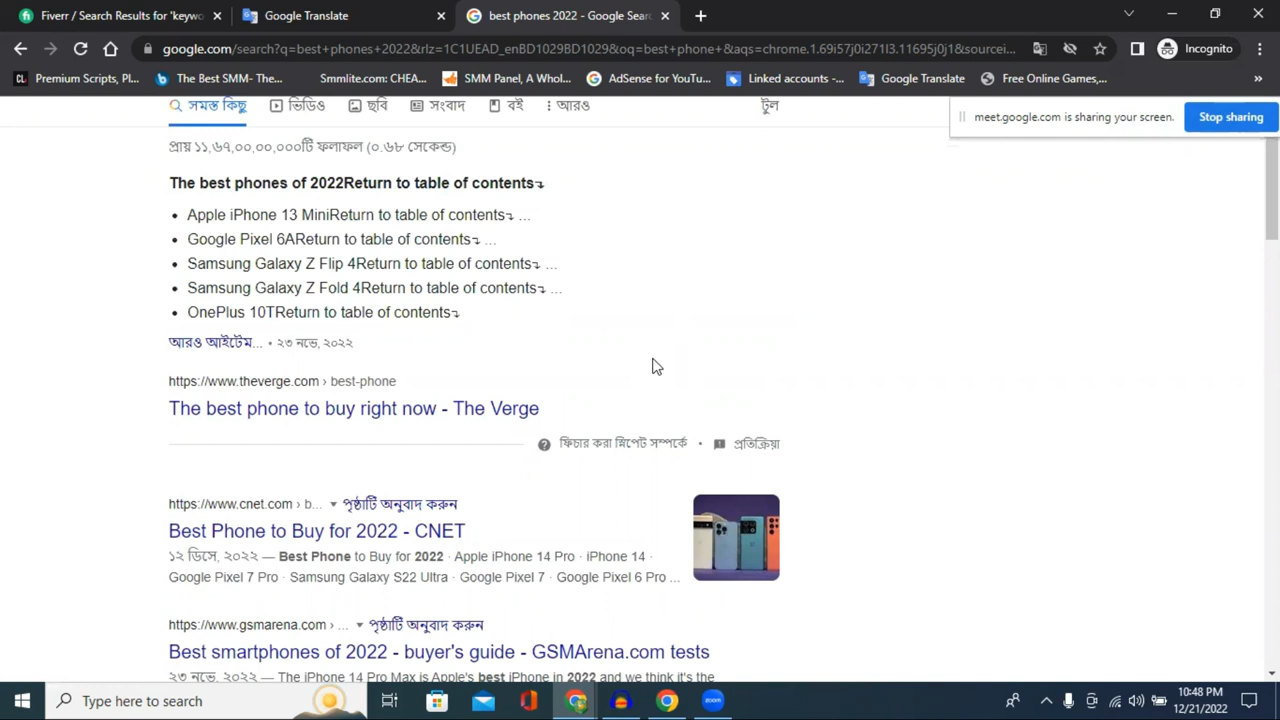 Fiverr / Search Results for 'keywo
Google Translate
best phones 2022 - Google Sear
google.com/search?q=best+phones+2022&rlz=1C1UEAD_enBD1029BD1029&oq=best+phone+&aqs=chrome.1.69i57j0i271l3.11695j0j1&sourcei...
Incognito
Premium Scripts, Pl...
The Best SMM- The...
Smmlite.com: CHEA...
SMM Panel, A Whol...
AdSense for YouTu...
Linked accounts -...
Google Translate
Free Online Games,...
»
সমস্ত কিছু
ভিডিও
ছবি
সংবাদ
বই
আরও
টুল
meet.google.com is sharing your screen.
Stop sharing
প্রায় ১১,৬৭,০০,০০,০০০টি ফলাফল (০.৬৮ সেকেন্ড)
The best phones of 2022Return to table of contents⤵
• Apple iPhone 13 MiniReturn to table of contents⤵ ...
• Google Pixel 6AReturn to table of contents⤵ ...
• Samsung Galaxy Z Flip 4Return to table of contents⤵ ...
• Samsung Galaxy Z Fold 4Return to table of contents⤵ ...
• OnePlus 10TReturn to table of contents⤵
আরও আইটেম... • ২৩ নভে, ২০২২
https://www.theverge.com › best-phone
The best phone to buy right now - The Verge
ফিচার করা স্নিপেট সম্পর্কে • প্রতিক্রিয়া
https://www.cnet.com › b... পৃষ্ঠাটি অনুবাদ করুন
Best Phone to Buy for 2022 - CNET
১২ ডিসে, ২০২২ — Best Phone to Buy for 2022 · Apple iPhone 14 Pro · iPhone 14 ·
Google Pixel 7 Pro · Samsung Galaxy S22 Ultra · Google Pixel 7 · Google Pixel 6 Pro ...
https://www.gsmarena.com › ... পৃষ্ঠাটি অনুবাদ করুন
Best smartphones of 2022 - buyer's guide - GSMArena.com tests
২৩ নভে, ২০২২ — The iPhone 14 Pro Max is Apple's best iPhone in 2022 and we think it's the
Type here to search
zoom
10:48 PM
12/21/2022